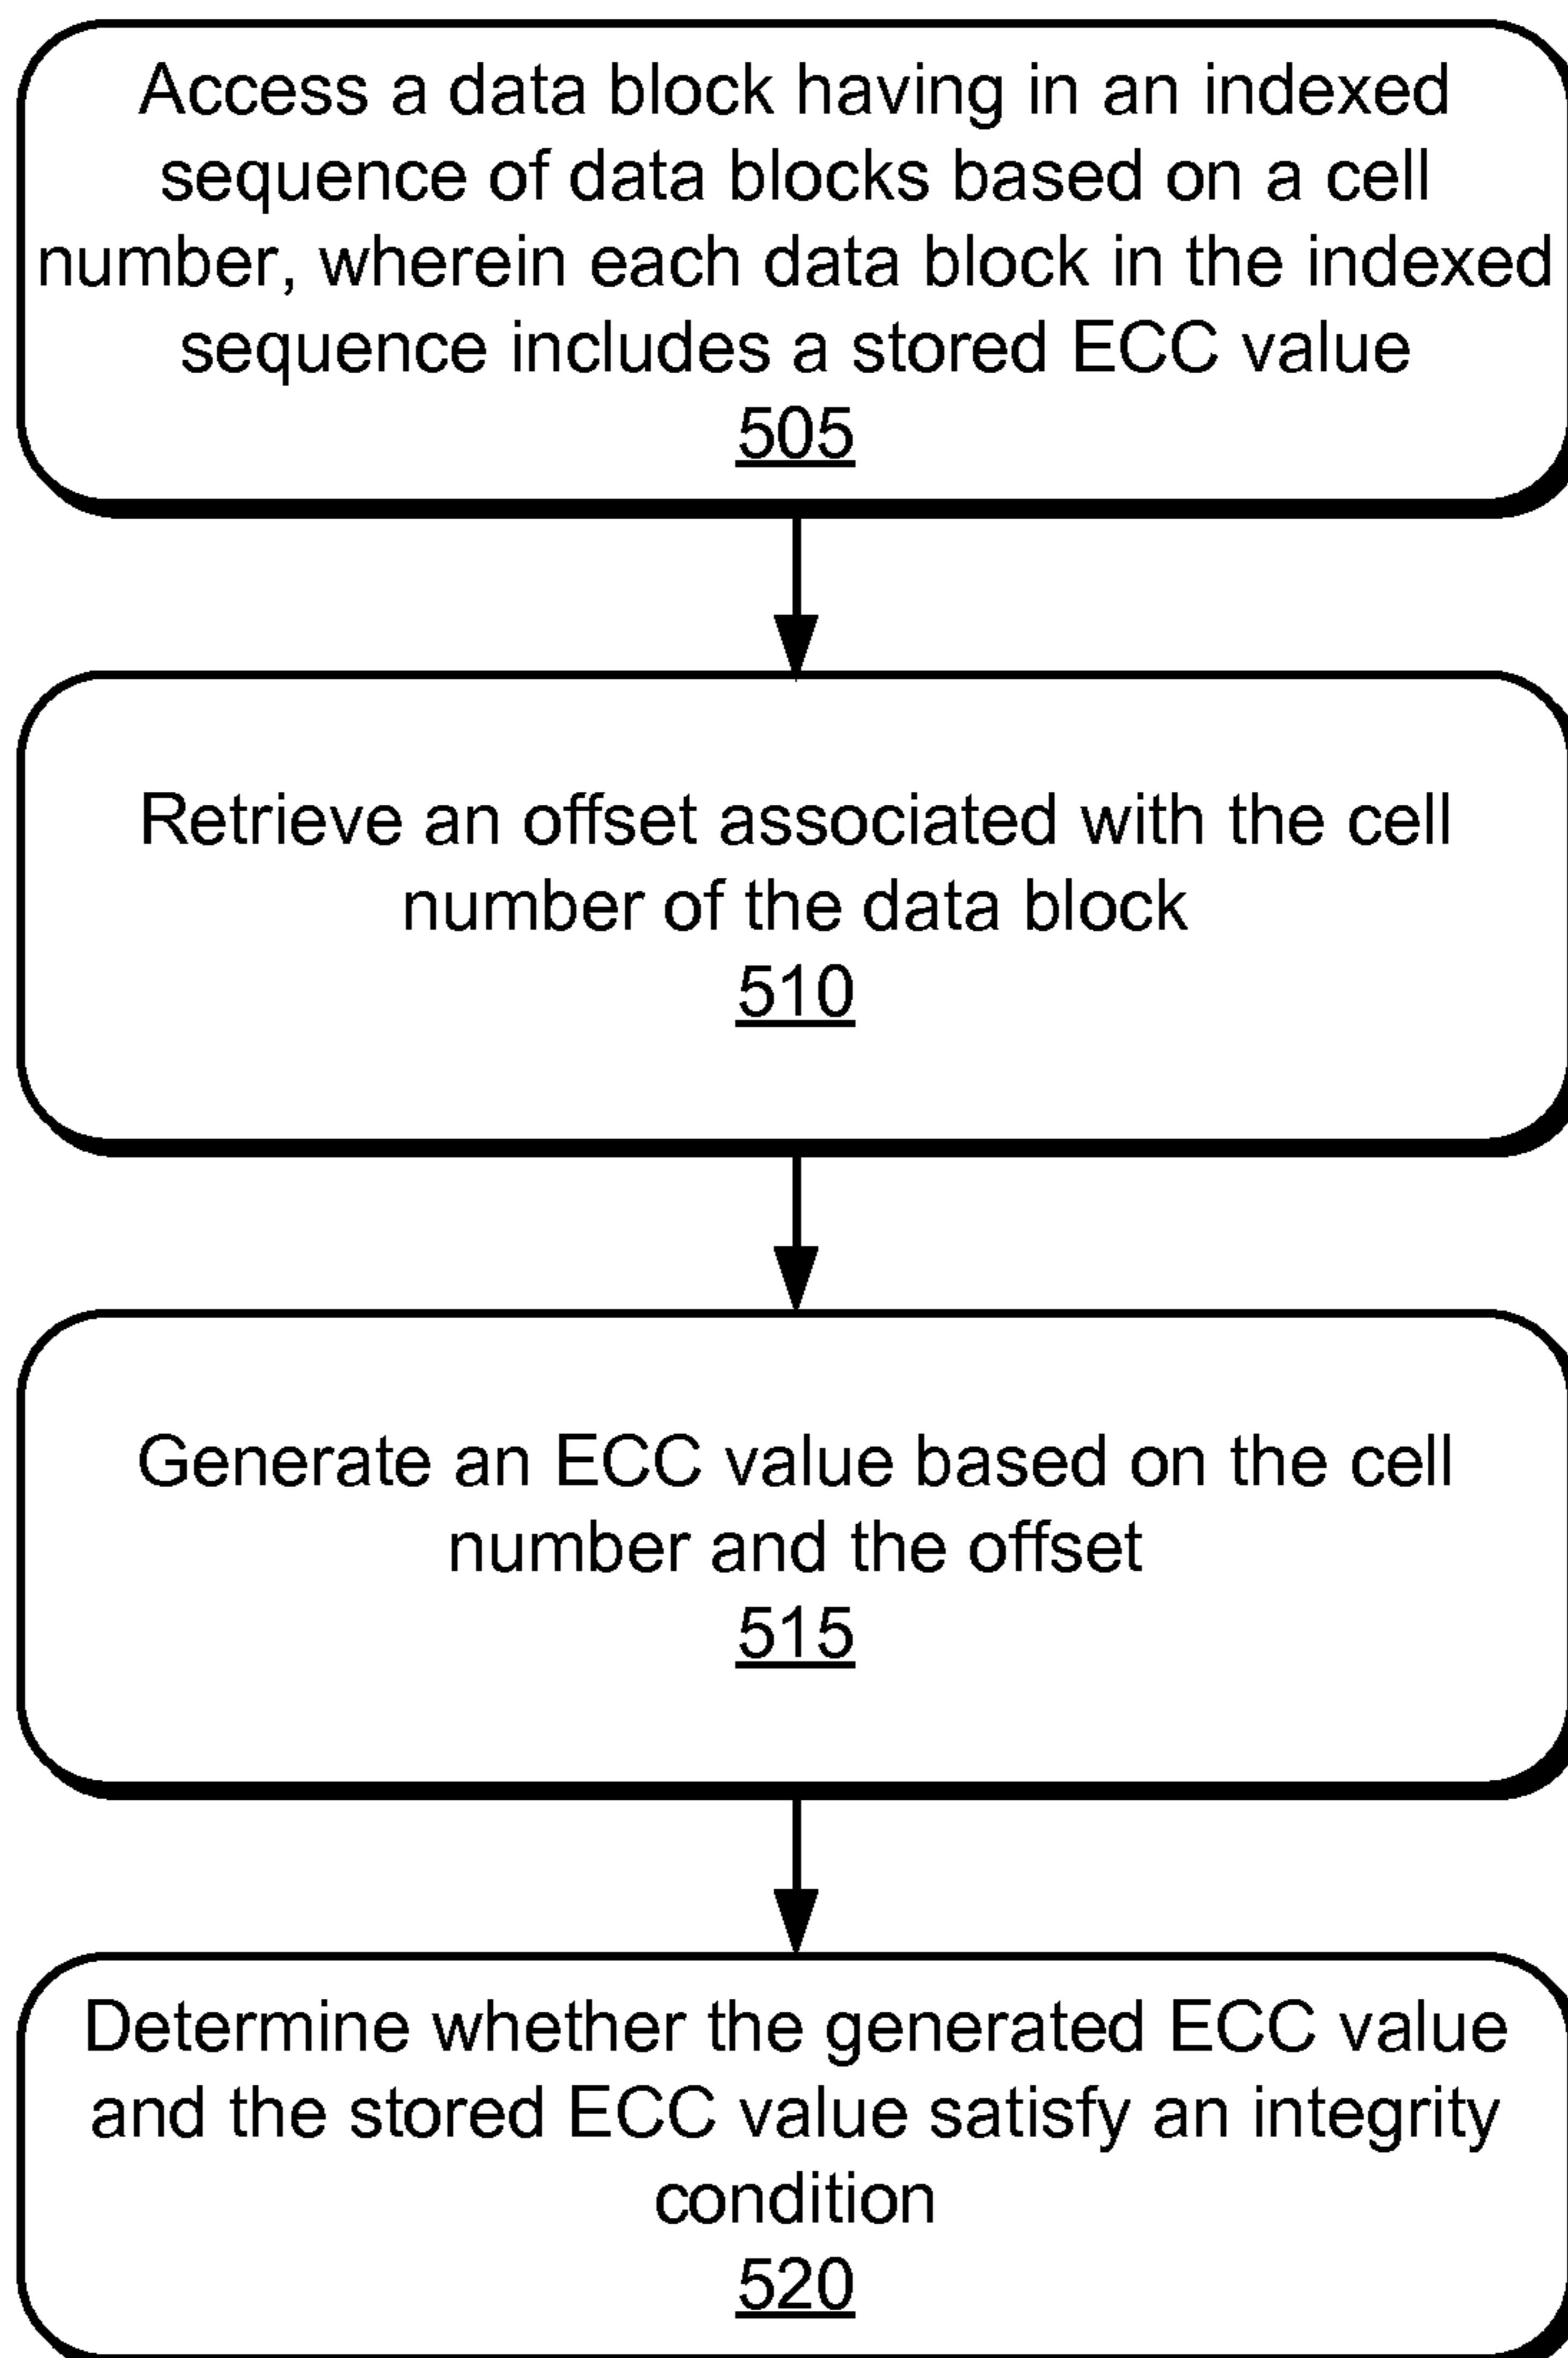 Access a data block having in an indexed
sequence of data blocks based on a cell
number, wherein each data block in the indexed
sequence includes a stored ECC value
505
Retrieve an offset associated with the cell
number of the data block
510
Generate an ECC value based on the cell
number and the offset
515
Determine whether the generated ECC value
and the stored ECC value satisfy an integrity
condition
520